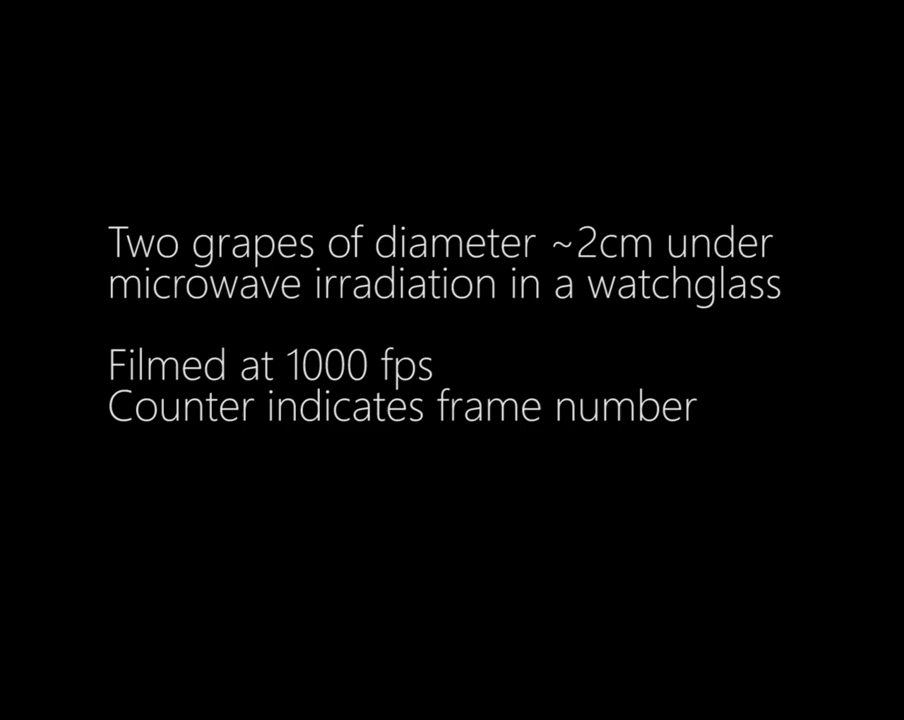 Two grapes of diameter ~2cm under
microwave irradiation in a watchglass
Filmed at 1000 fps
Counter indicates frame number